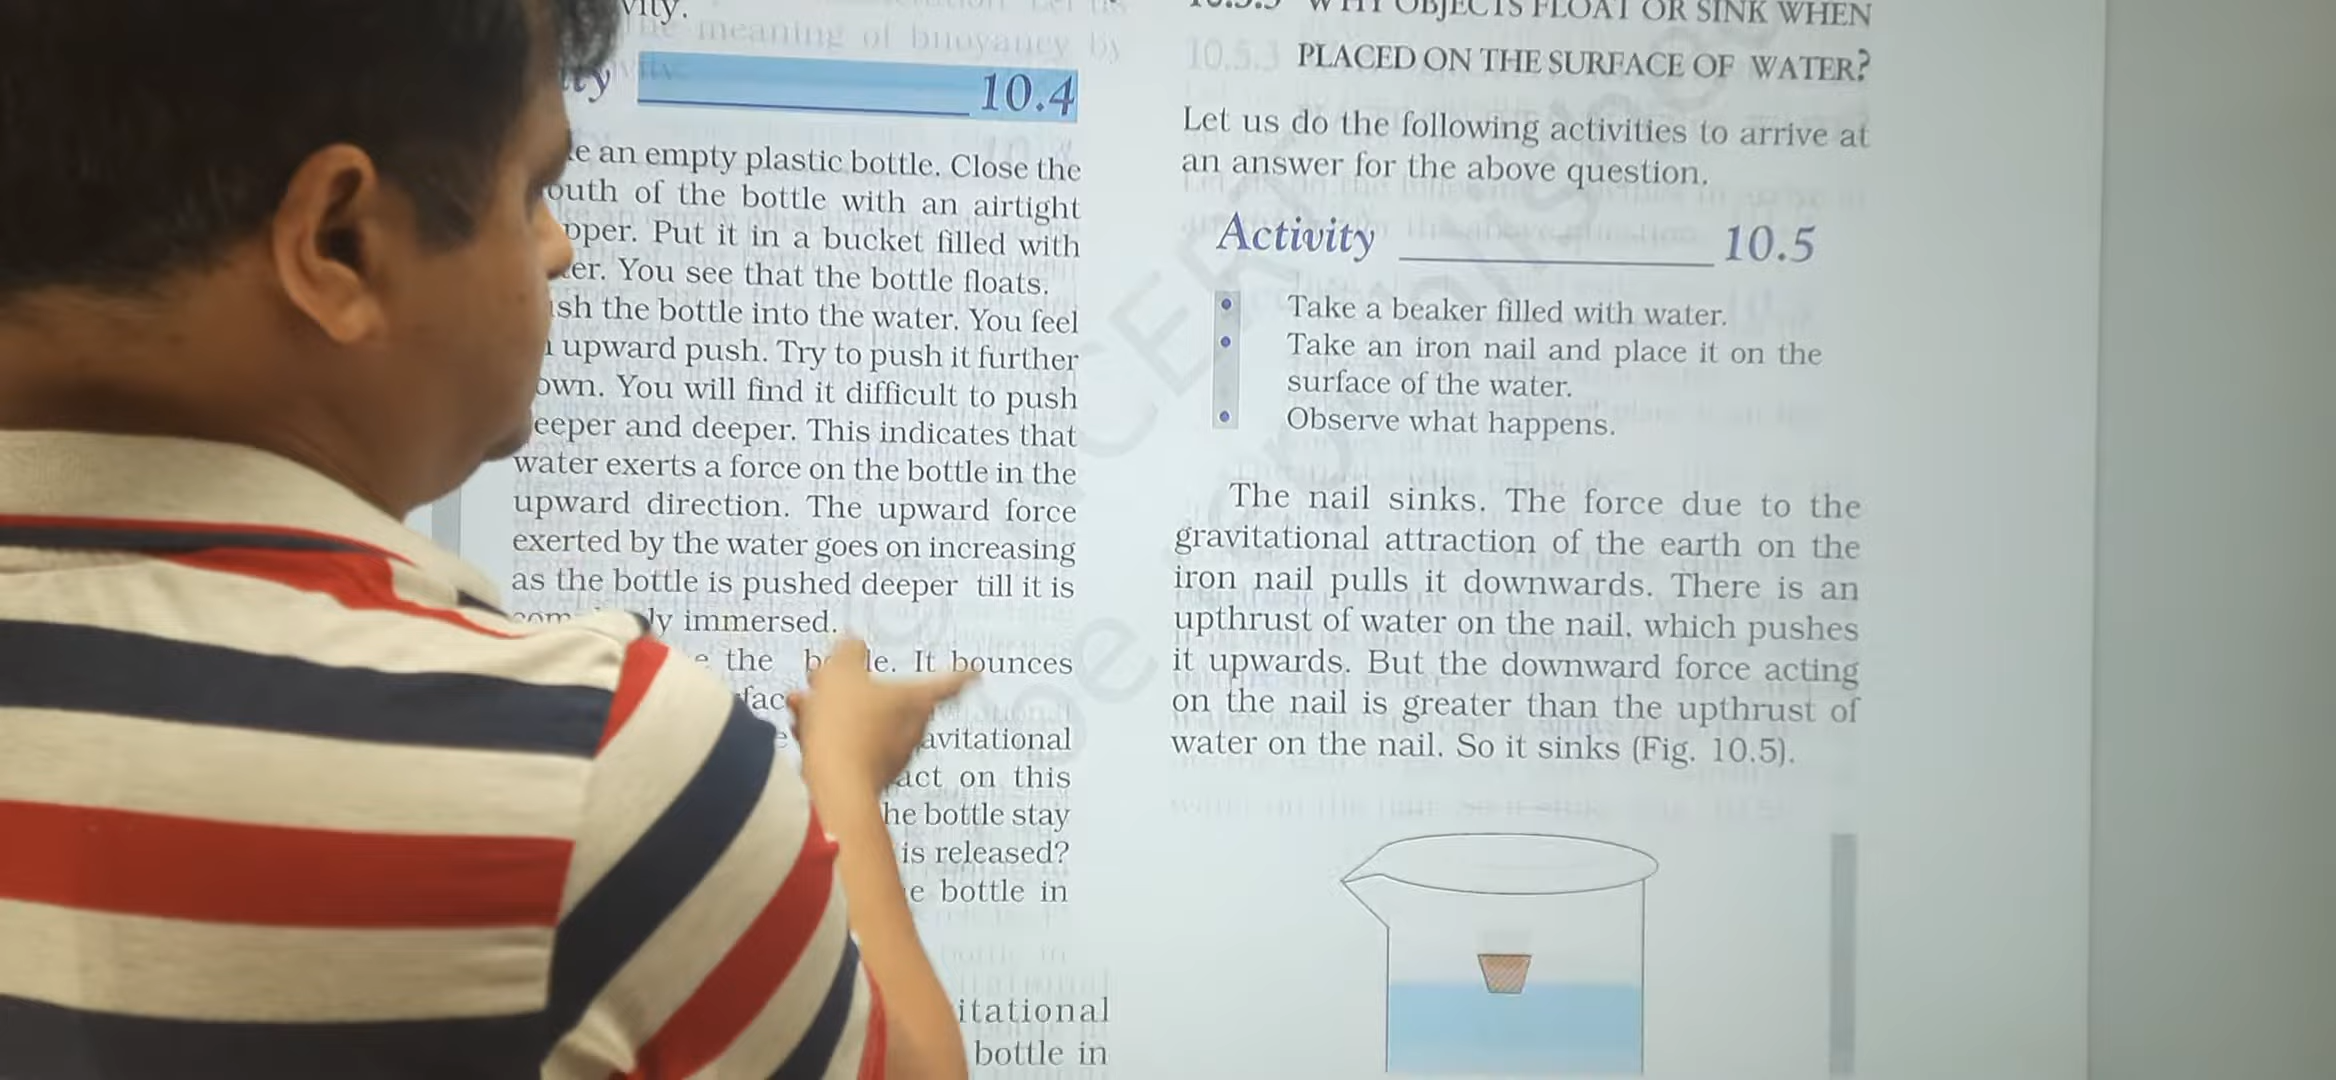 vity.
10.4
an empty plastic bottle. Close the
of the bottle with an airtight
Put it in a bucket filled with
You see that the bottle floats.
the bottle into the water. You feel
upward push. Try to push it further
You will find it difficult to push
and deeper. This indicates that
water exerts a force on the bottle in the
upward direction. The upward force
exerted by the water goes on increasing
as the bottle is pushed deeper till it is
immersed.
the It bounces
avitational
act on this
bottle stay
is released?
bottle in
itational
bottle in
OBJECTS FLOAT OR SINK WHEN
10.5.3 PLACED ON THE SURFACE OF WATER?
Let us do the following activities to arrive at
an answer for the above question.
Activity 10.5
• Take a beaker filled with water.
• Take an iron nail and place it on the
surface of the water.
• Observe what happens.
The nail sinks. The force due to the
gravitational attraction of the earth on the
iron nail pulls it downwards. There is an
upthrust of water on the nail, which pushes
it upwards. But the downward force acting
on the nail is greater than the upthrust of
water on the nail. So it sinks (Fig. 10.5).